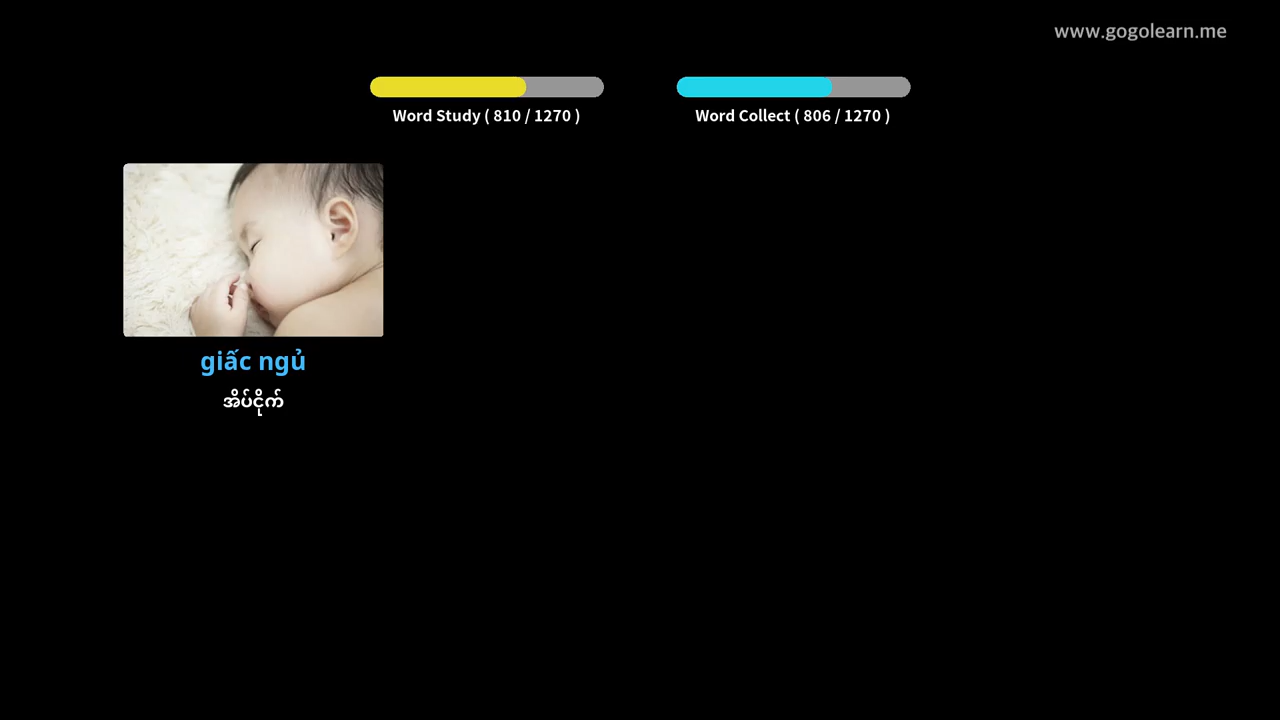 www.gogolearn.me
Word Study ( 810 / 1270 )
Word Collect ( 806 / 1270 )
giấc ngủ
အိပ်ငိုက်